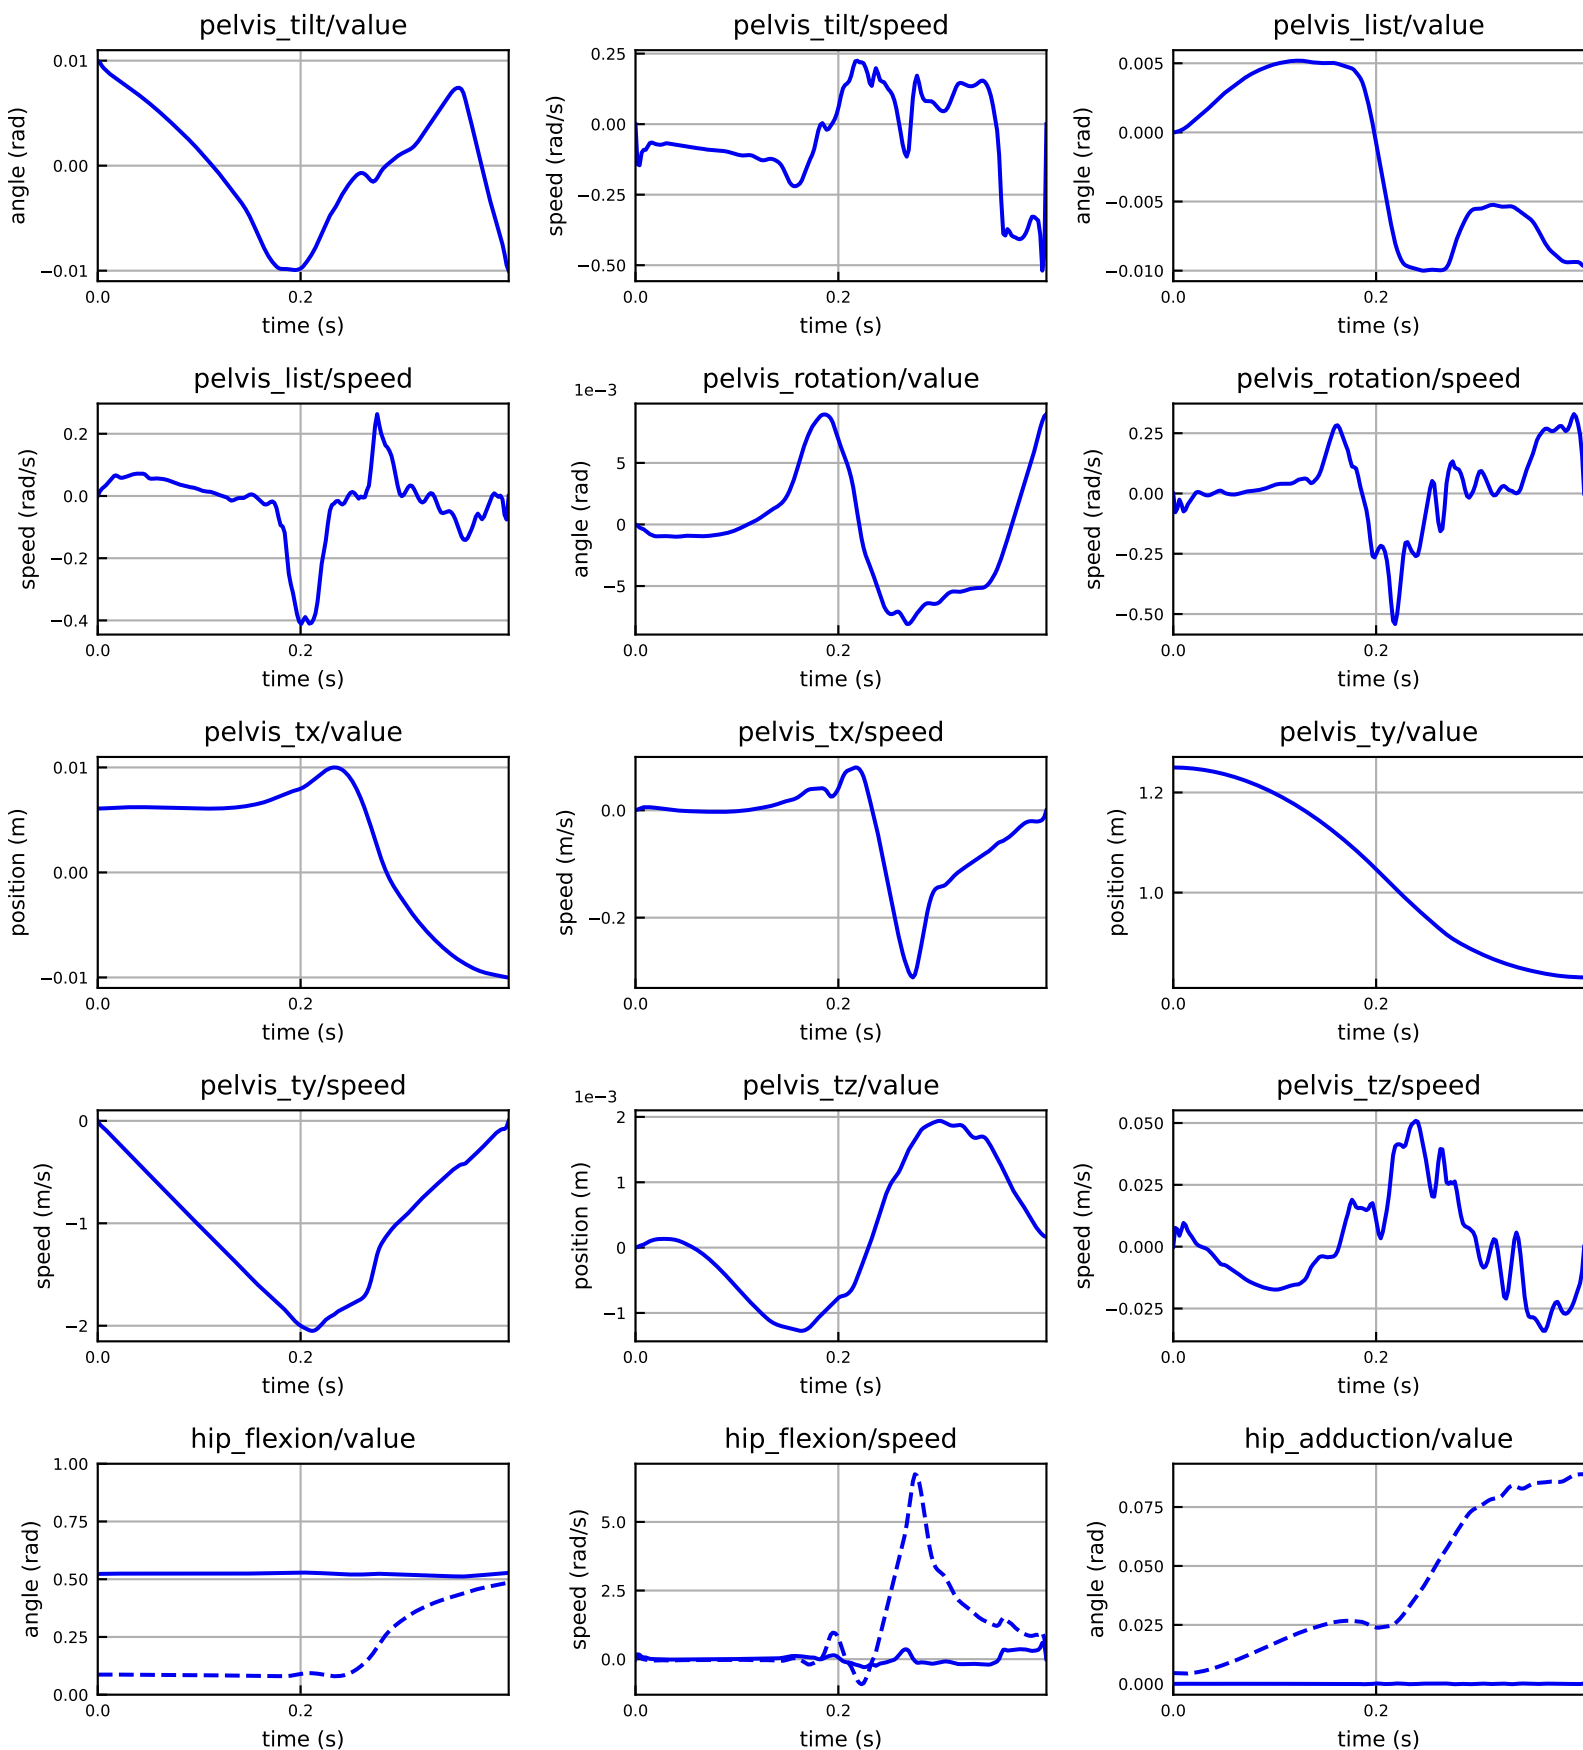 pelvis_tilt/value
0.01
0.00
−0.01
angle (rad)
0.0 0.2
time (s)
pelvis_tilt/speed
0.25
0.00
−0.25
−0.50
speed (rad/s)
0.0 0.2
time (s)
pelvis_list/value
0.005
0.000
−0.005
−0.010
angle (rad)
0.0 0.2
time (s)
pelvis_list/speed
0.2
0.0
−0.2
−0.4
speed (rad/s)
0.0 0.2
time (s)
pelvis_rotation/value
1e−3
5
0
−5
angle (rad)
0.0 0.2
time (s)
pelvis_rotation/speed
0.25
0.00
−0.25
−0.50
speed (rad/s)
0.0 0.2
time (s)
pelvis_tx/value
0.01
0.00
−0.01
position (m)
0.0 0.2
time (s)
pelvis_tx/speed
0.0
−0.2
speed (m/s)
0.0 0.2
time (s)
pelvis_ty/value
1.2
1.0
position (m)
0.0 0.2
time (s)
pelvis_ty/speed
0
−1
−2
speed (m/s)
0.0 0.2
time (s)
pelvis_tz/value
1e−3
2
1
0
−1
position (m)
0.0 0.2
time (s)
pelvis_tz/speed
0.050
0.025
0.000
−0.025
speed (m/s)
0.0 0.2
time (s)
hip_flexion/value
1.00
0.75
0.50
0.25
0.00
angle (rad)
0.0 0.2
time (s)
hip_flexion/speed
5.0
2.5
0.0
speed (rad/s)
0.0 0.2
time (s)
hip_adduction/value
0.075
0.050
0.025
0.000
angle (rad)
0.0 0.2
time (s)